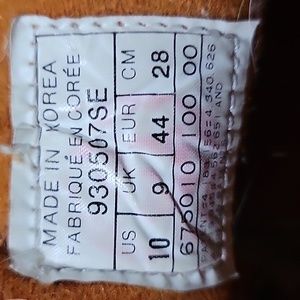 MADE IN KOREA
FABRIQUÉ EN CORÉE
930507SE
US UK EUR CM
10 9 44 28
675010 100 00